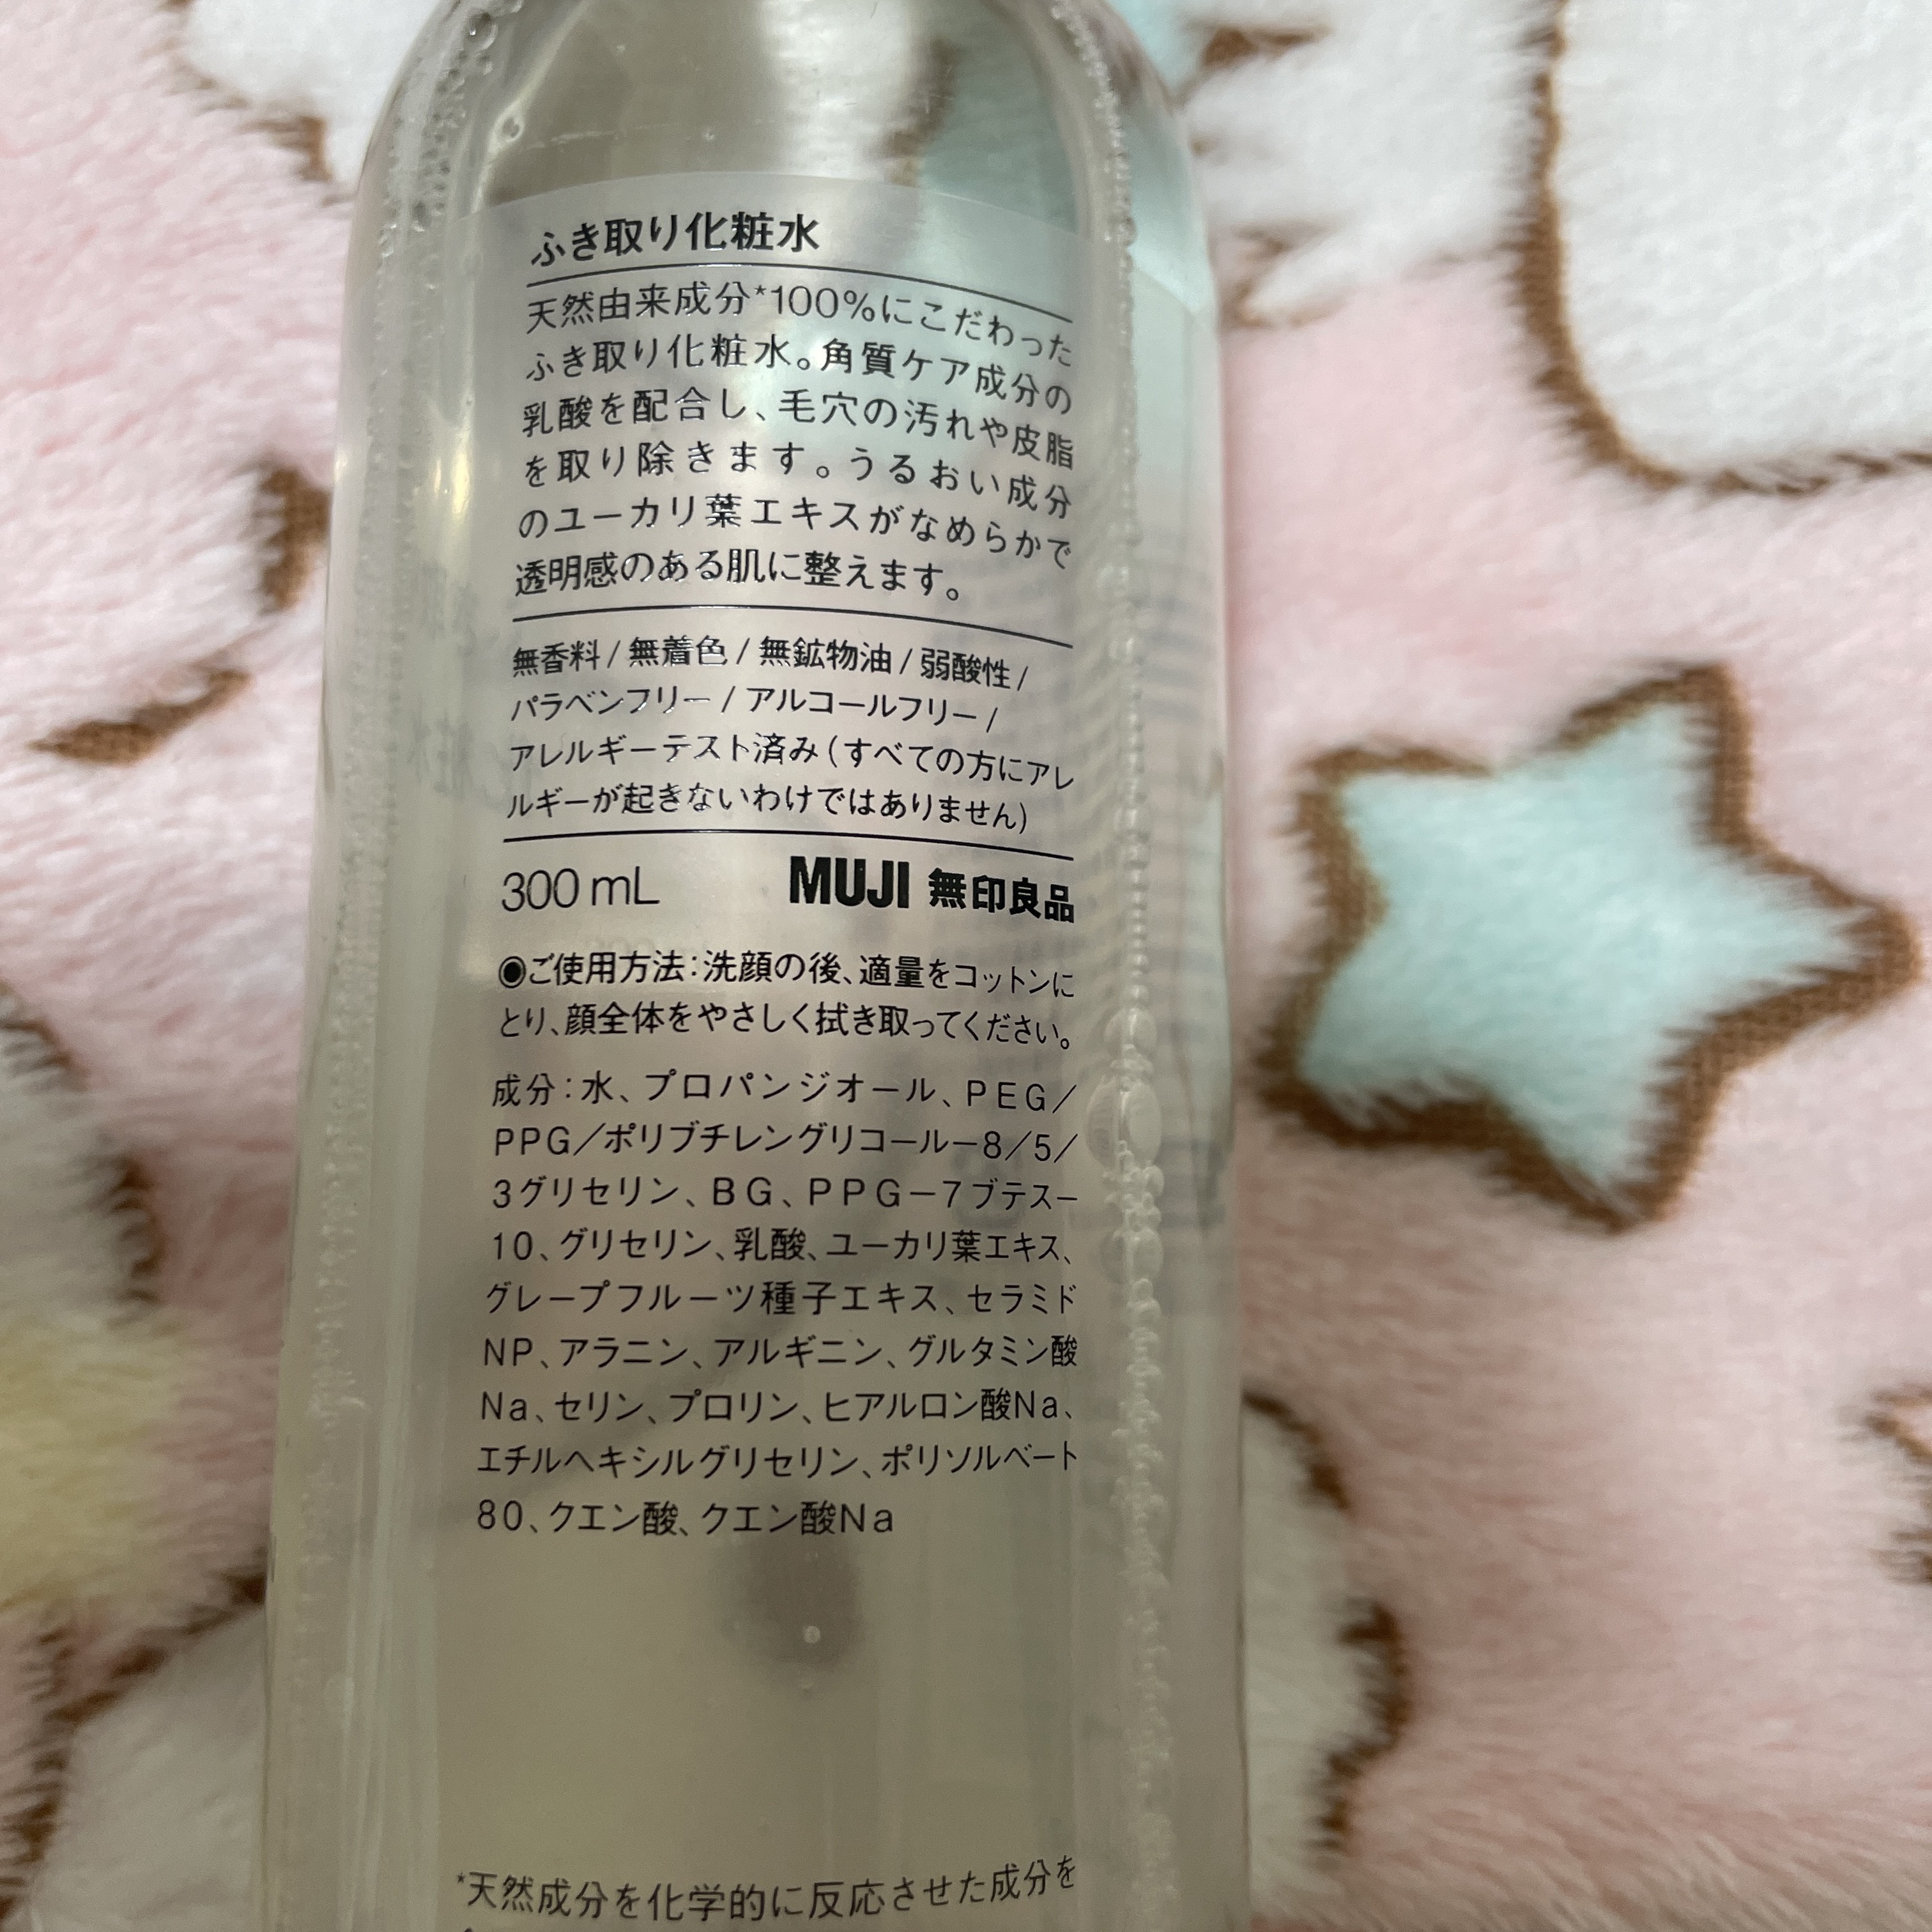 ふき取り化粧水
天然由来成分*100%にこだわった
ふき取り化粧水。角質ケア成分の
乳酸を配合し、毛穴の汚れや皮脂
を取り除きます。うるおい成分
のユーカリ葉エキスがなめらかで
透明感のある肌に整えます。
無香料/無着色/無鉱物油/弱酸性/
パラベンフリー/アルコールフリー/
アレルギーテスト済み(すべての方にアレ
ルギーが起きないわけではありません)
300mL MUJI 無印良品
◉ご使用方法:洗顔の後、適量をコットンに
とり、顔全体をやさしく拭き取ってください。
成分:水、プロパンジオール、PEG/
PPG/ポリブチレングリコールー8/5/
3グリセリン、BG、PPGー7ブテスー
10、グリセリン、乳酸、ユーカリ葉エキス、
グレープフルーツ種子エキス、セラミド
NP、アラニン、アルギニン、グルタミン酸
Na、セリン、プロリン、ヒアルロン酸Na、
エチルヘキシルグリセリン、ポリソルベート
80、クエン酸、クエン酸Na
*天然成分を化学的に反応させた成分を